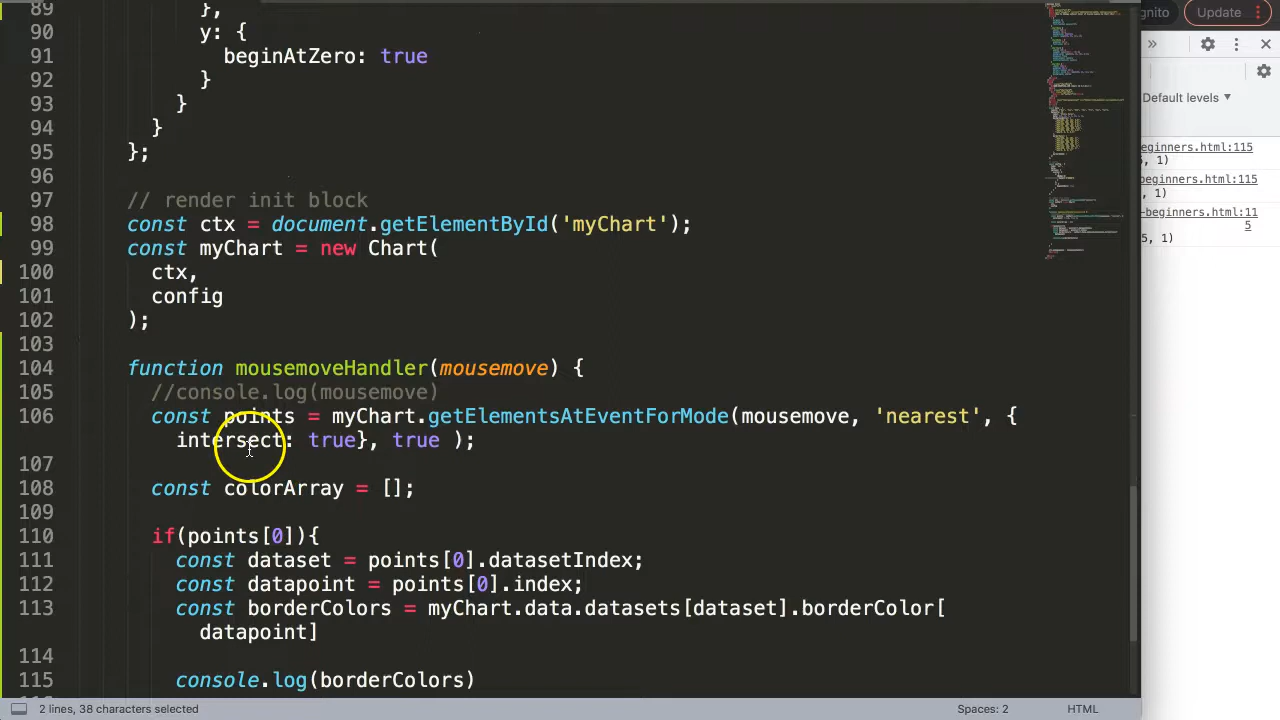 89 },
90 y: {
91 beginAtZero: true
92 }
93 }
94 }
95 };
96
97 // render init block
98 const ctx = document.getElementById('myChart');
99 const myChart = new Chart(
100 ctx,
101 config
102 );
103
104 function mousemoveHandler(mousemove) {
105 //console.log(mousemove)
106 const points = myChart.getElementsAtEventForMode(mousemove, 'nearest', {
intersect: true}, true );
107
108 const colorArray = [];
109
110 if(points[0]){
111 const dataset = points[0].datasetIndex;
112 const datapoint = points[0].index;
113 const borderColors = myChart.data.datasets[dataset].borderColor[
datapoint]
114
115 console.log(borderColors)
2 lines, 38 characters selected
Spaces: 2
HTML
Update
Default levels
eginners.html:115
, 1)
beginners.html:115
, 1)
-beginners.html:11
5
5, 1)